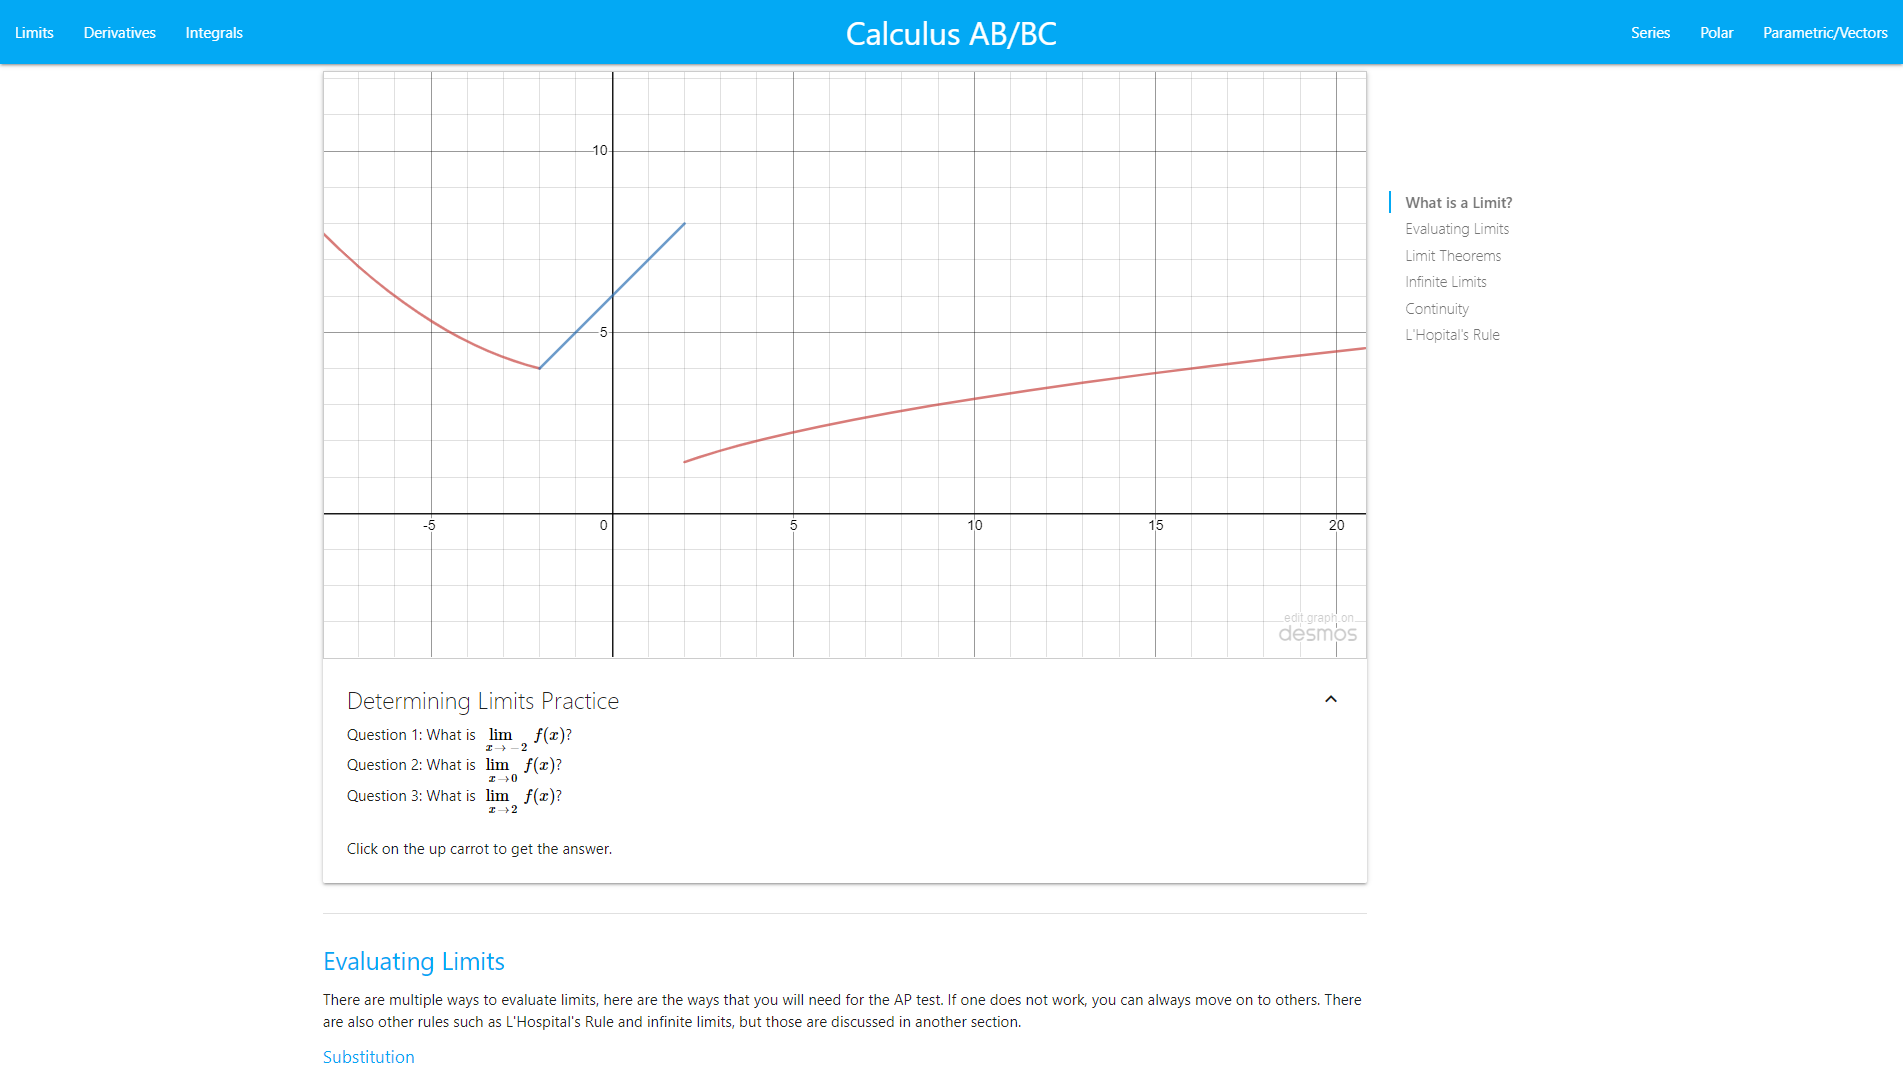 Limits Derivatives Integrals Calculus AB/BC Series Polar Parametric/Vectors
10
5
-5 0 5 10 15 20
edit graph on
desmos
What is a Limit?
Evaluating Limits
Limit Theorems
Infinite Limits
Continuity
L'Hopital's Rule
Determining Limits Practice
Question 1: What is lim x→−2 f(x)?
Question 2: What is lim x→0 f(x)?
Question 3: What is lim x→2 f(x)?
Click on the up carrot to get the answer.
Evaluating Limits
There are multiple ways to evaluate limits, here are the ways that you will need for the AP test. If one does not work, you can always move on to others. There
are also other rules such as L'Hospital's Rule and infinite limits, but those are discussed in another section.
Substitution